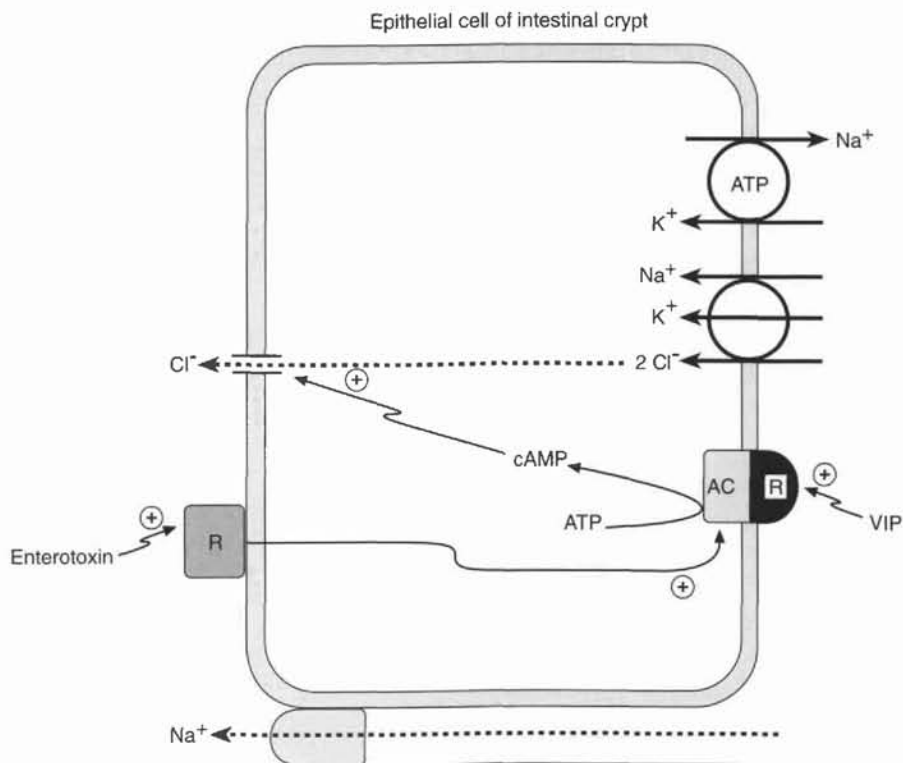 Epithelial cell of intestinal crypt
Na⁺
ATP
K⁺
Na⁺
K⁺
Cl⁻
2 Cl⁻
+
cAMP
AC
R
+
VIP
ATP
+
R
Enterotoxin
+
Na⁺